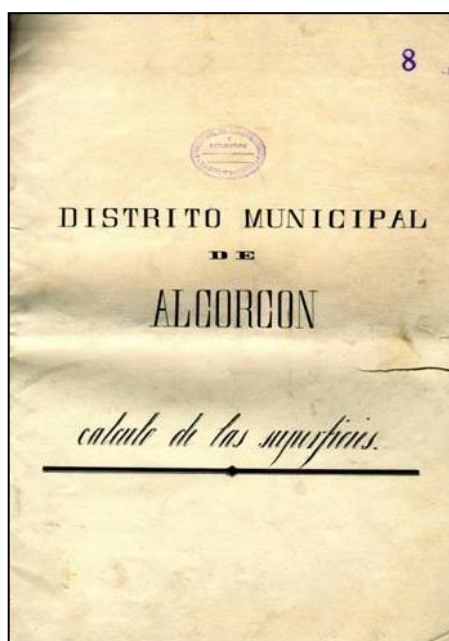 8
DISTRITO MUNICIPAL
DE
ALCORCON
calculo de las superficies.